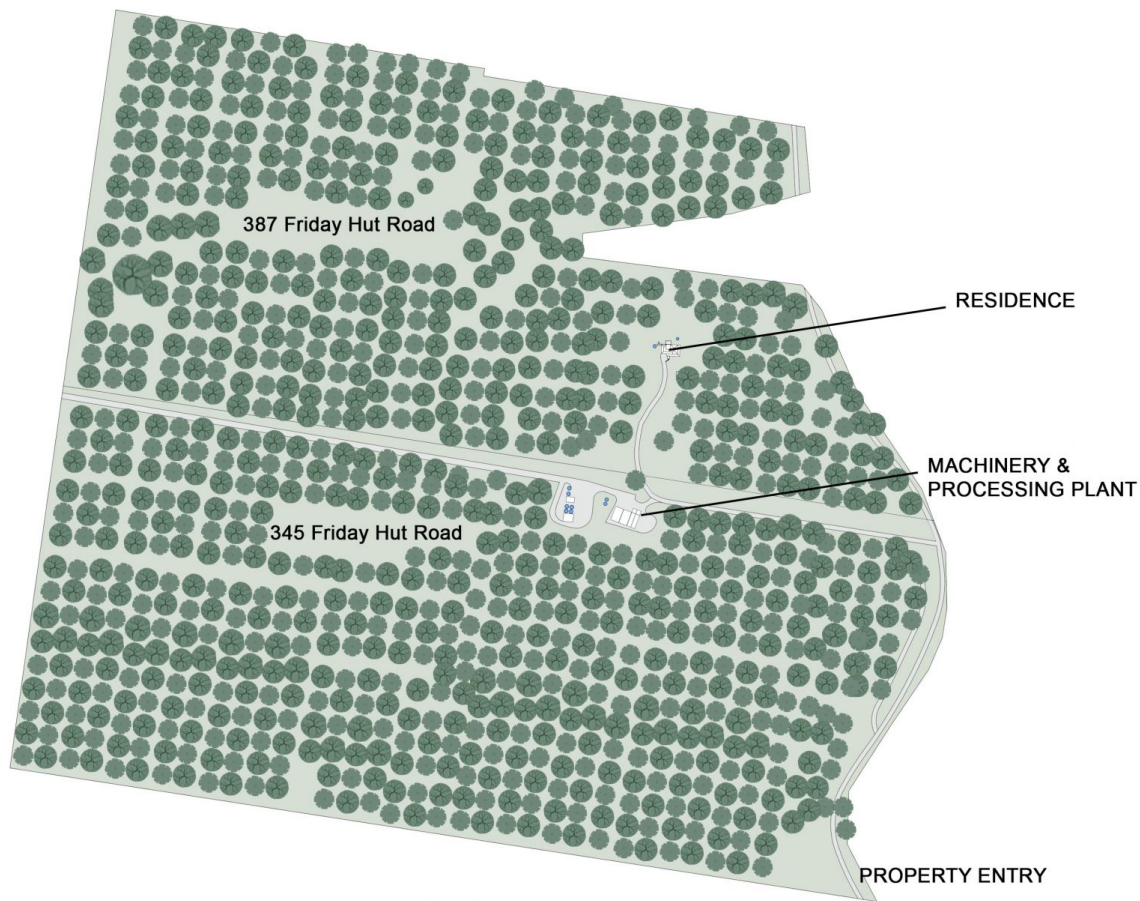 387 Friday Hut Road
RESIDENCE
MACHINERY &
PROCESSING PLANT
345 Friday Hut Road
PROPERTY ENTRY